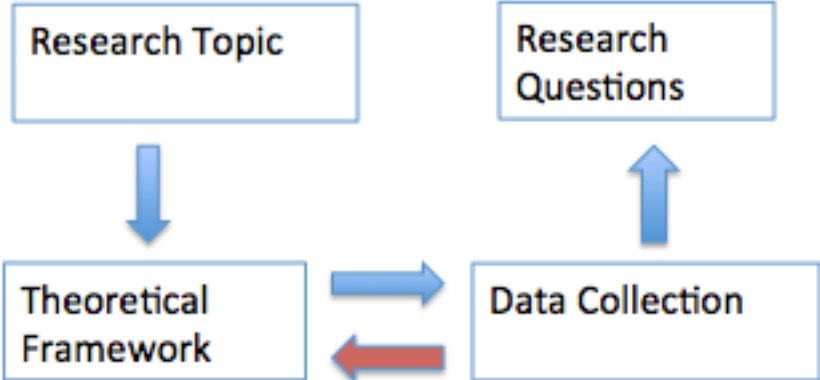 Research Topic
Research
Questions
Theoretical
Framework
Data Collection